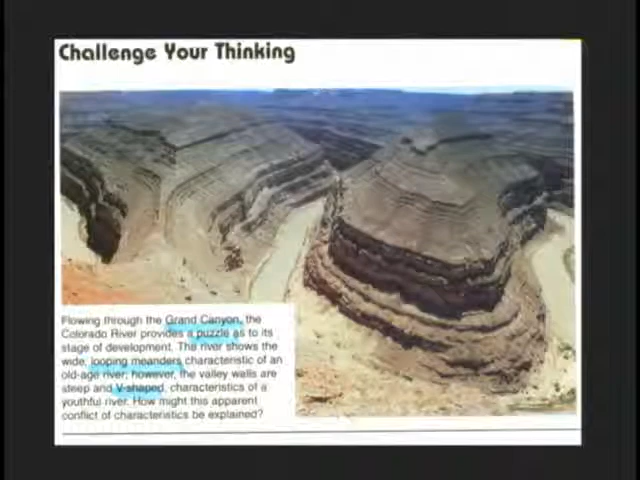 Challenge Your Thinking
Flowing through the Grand Canyon, the
Colorado River provides a puzzle as to its
stage of development. The river shows the
wide, looping meanders characteristic of an
old-age river; however, the valley walls are
steep and V-shaped, characteristics of a
youthful river. How might this apparent
conflict of characteristics be explained?